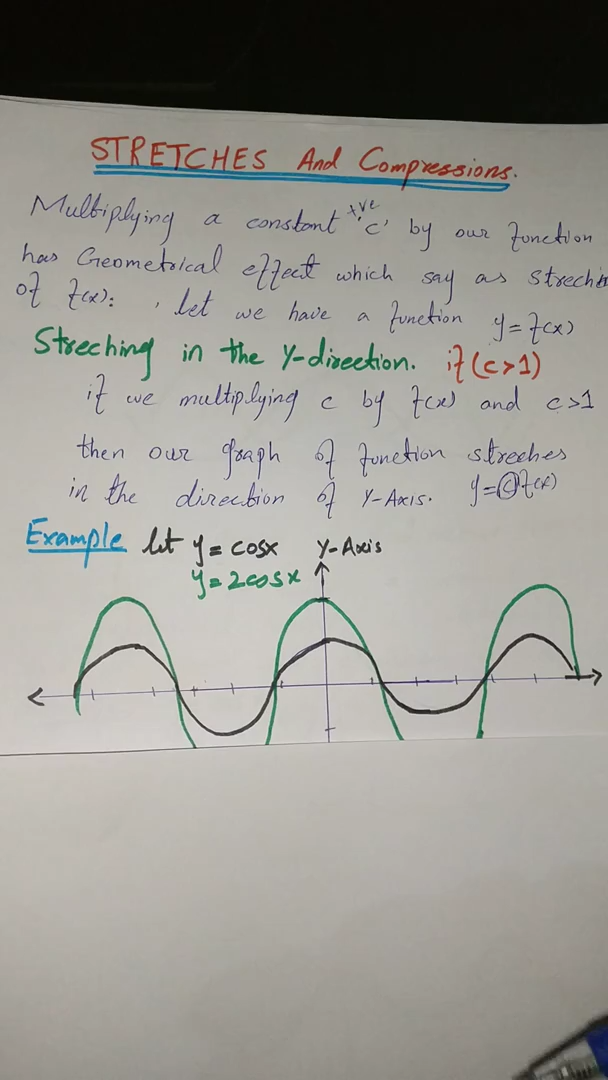 STRETCHES And Compressions.
Multiplying a constant +ve 'c' by our function
has Geometrical effect which say as Strechin
of f(x). , let we have a function y=f(x)
Streching in the Y-direction. if (c>1)
if we multiplying c by f(x) and c>1
then our graph of function streches
in the direction of Y-Axis. y=cf(x)
Example let y=cosx Y-Axis
y=2cosx